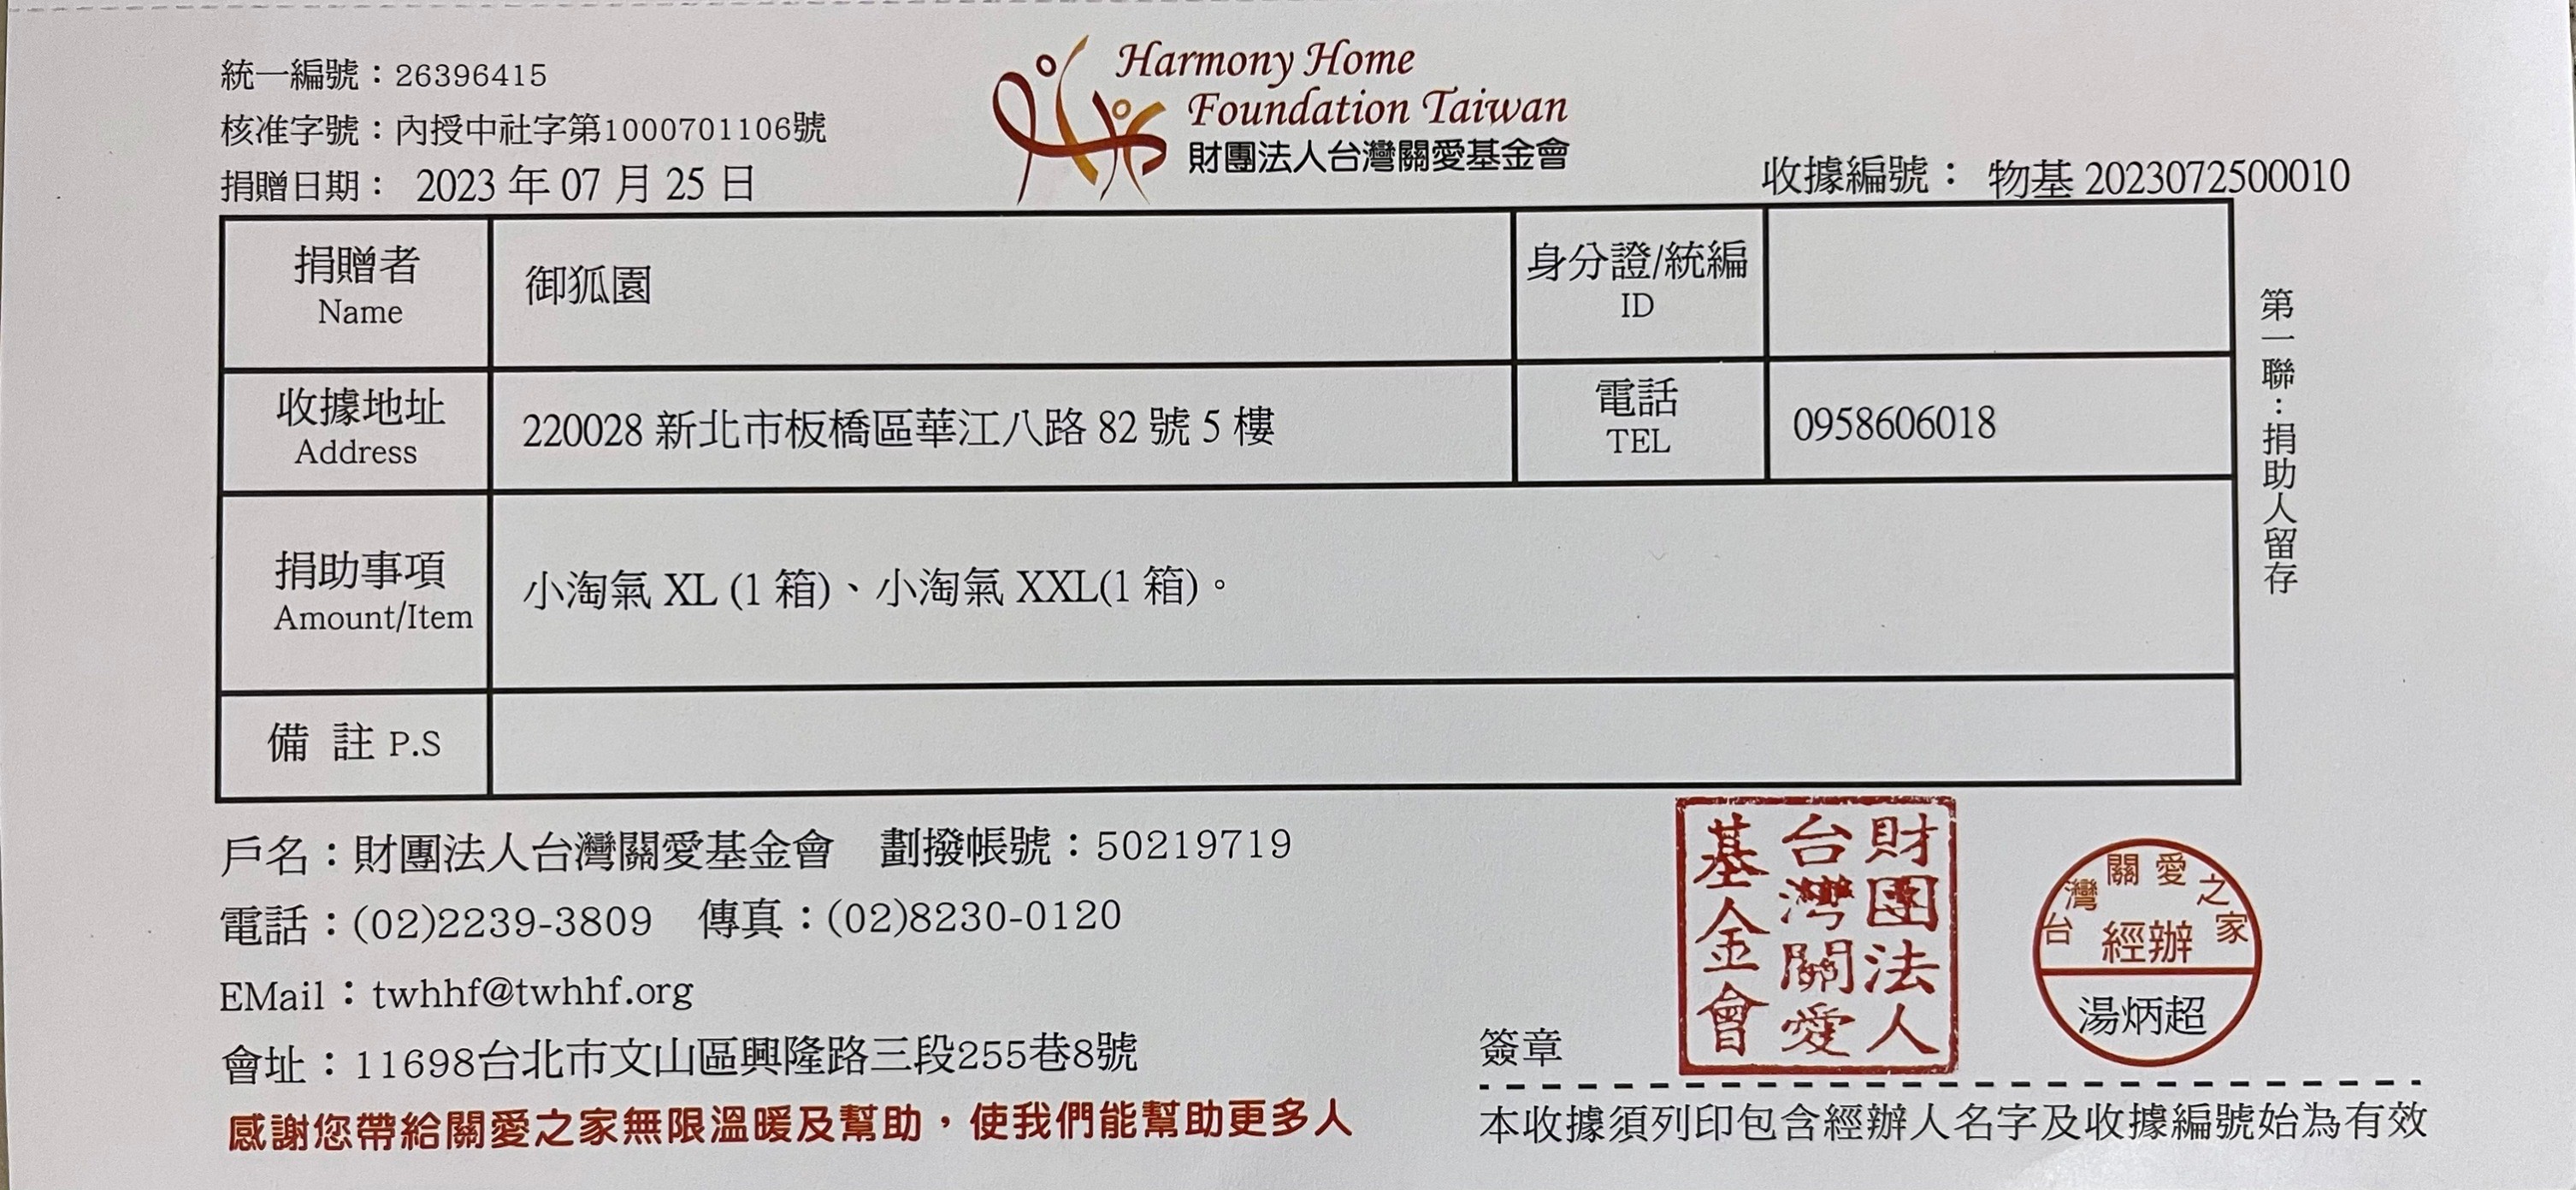 統一編號：26396415
核准字號：內授中社字第1000701106號
捐贈日期： 2023 年 07 月 25 日
Harmony Home
Foundation Taiwan
財團法人台灣關愛基金會
收據編號： 物基 2023072500010
捐贈者
Name
御狐園
身分證/統編
ID
收據地址
Address
220028 新北市板橋區華江八路 82 號 5 樓
電話
TEL
0958606018
捐助事項
Amount/Item
小淘氣 XL (1 箱)、小淘氣 XXL(1 箱)。
備 註 P.S
第一聯：捐助人留存
戶名：財團法人台灣關愛基金會 劃撥帳號：50219719
電話：(02)2239-3809 傳真：(02)8230-0120
EMail：twhhf@twhhf.org
會址：11698台北市文山區興隆路三段255巷8號
感謝您帶給關愛之家無限溫暖及幫助，使我們能幫助更多人
簽章
財團法人
台灣關愛
基金會
台灣關愛之家
經辦
湯炳超
本收據須列印包含經辦人名字及收據編號始為有效